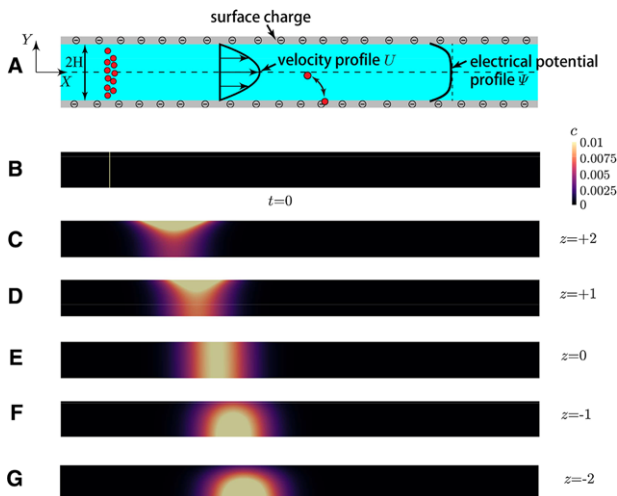 surface charge
Y
A
2H
X
velocity profile U
electrical potential
profile Ψ
⊖ ⊖ ⊖ ⊖ ⊖ ⊖ ⊖ ⊖ ⊖ ⊖ ⊖ ⊖ ⊖ ⊖ ⊖ ⊖ ⊖ ⊖ ⊖
c
0.01
0.0075
0.005
0.0025
0
B
t=0
C
z=+2
D
z=+1
E
z=0
F
z=-1
G
z=-2